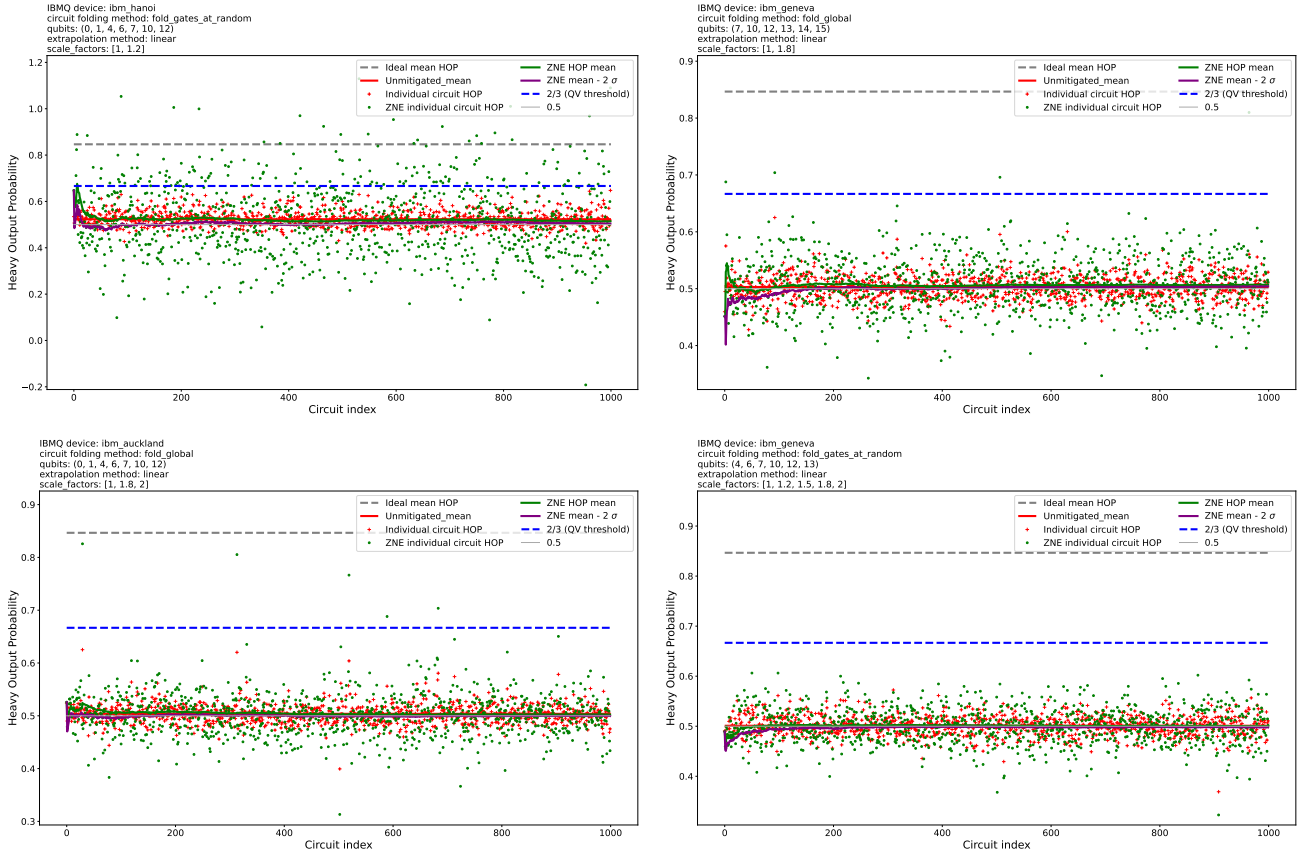 IBMQ device: ibm_hanoi
circuit folding method: fold_gates_at_random
qubits: (0, 1, 4, 6, 7, 10, 12)
extrapolation method: linear
scale_factors: [1, 1.2]
Ideal mean HOP
Unmitigated_mean
Individual circuit HOP
ZNE individual circuit HOP
ZNE HOP mean
ZNE mean - 2 σ
2/3 (QV threshold)
0.5
Heavy Output Probability
1.2
1.0
0.8
0.6
0.4
0.2
0.0
−0.2
0 200 400 600 800 1000
Circuit index
IBMQ device: ibm_geneva
circuit folding method: fold_global
qubits: (7, 10, 12, 13, 14, 15)
extrapolation method: linear
scale_factors: [1, 1.8]
Ideal mean HOP
Unmitigated_mean
Individual circuit HOP
ZNE individual circuit HOP
ZNE HOP mean
ZNE mean - 2 σ
2/3 (QV threshold)
0.5
Heavy Output Probability
0.9
0.8
0.7
0.6
0.5
0.4
0 200 400 600 800 1000
Circuit index
IBMQ device: ibm_auckland
circuit folding method: fold_global
qubits: (0, 1, 4, 6, 7, 10, 12)
extrapolation method: linear
scale_factors: [1, 1.8, 2]
Ideal mean HOP
Unmitigated_mean
Individual circuit HOP
ZNE individual circuit HOP
ZNE HOP mean
ZNE mean - 2 σ
2/3 (QV threshold)
0.5
Heavy Output Probability
0.9
0.8
0.7
0.6
0.5
0.4
0.3
0 200 400 600 800 1000
Circuit index
IBMQ device: ibm_geneva
circuit folding method: fold_gates_at_random
qubits: (4, 6, 7, 10, 12, 13)
extrapolation method: linear
scale_factors: [1, 1.2, 1.5, 1.8, 2]
Ideal mean HOP
Unmitigated_mean
Individual circuit HOP
ZNE individual circuit HOP
ZNE HOP mean
ZNE mean - 2 σ
2/3 (QV threshold)
0.5
Heavy Output Probability
0.9
0.8
0.7
0.6
0.5
0.4
0 200 400 600 800 1000
Circuit index